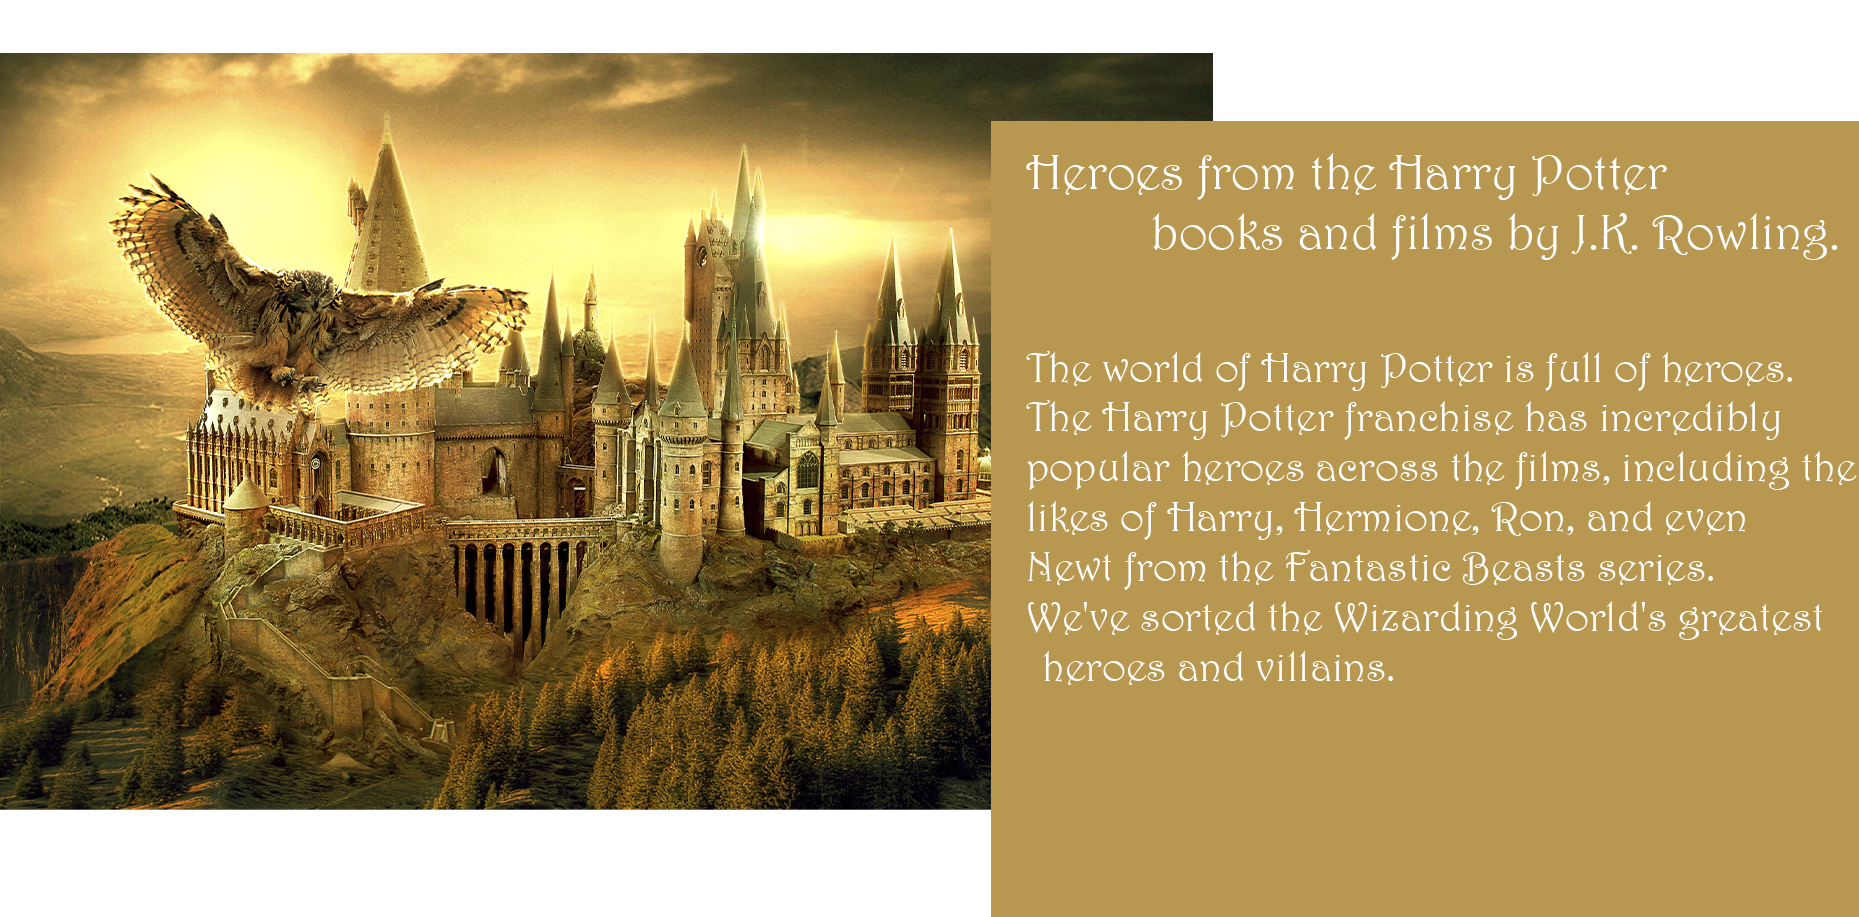 Heroes from the Harry Potter
books and films by J.K. Rowling.
The world of Harry Potter is full of heroes.
The Harry Potter franchise has incredibly
popular heroes across the films, including the
likes of Harry, Hermione, Ron, and even
Newt from the Fantastic Beasts series.
We've sorted the Wizarding World's greatest
heroes and villains.